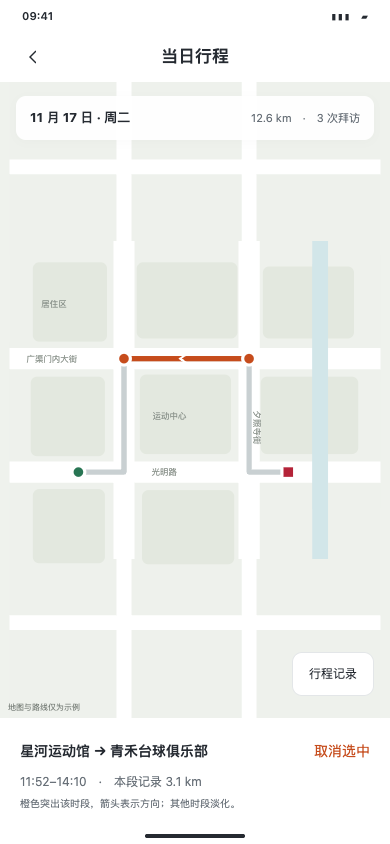 09:41
当日行程
11 月 17 日 · 周二
12.6 km · 3 次拜访
居住区
广渠门内大街
运动中心
夕照寺街
光明路
行程记录
地图与路线仅为示例
星河运动馆 → 青禾台球俱乐部
取消选中
11:52–14:10 · 本段记录 3.1 km
橙色突出该时段，箭头表示方向；其他时段淡化。